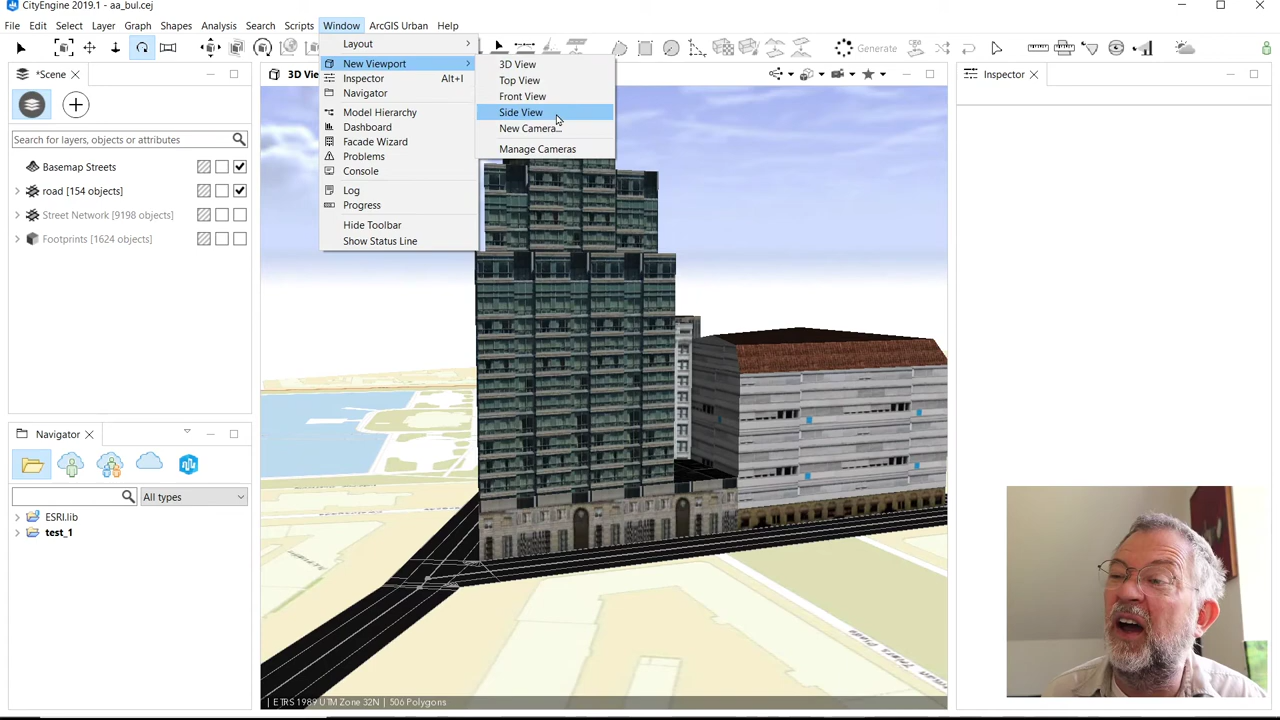 CityEngine 2019.1 - aa_bul.cej
File Edit Select Layer Graph Shapes Analysis Search Scripts Window ArcGIS Urban Help
Generate
*Scene
Search for layers, objects or attributes
Basemap Streets
road [154 objects]
Street Network [9198 objects]
Footprints [1624 objects]
Navigator
All types
ESRI.lib
test_1
Layout
New Viewport
Inspector Alt+I
Navigator
Model Hierarchy
Dashboard
Facade Wizard
Problems
Console
Log
Progress
Hide Toolbar
Show Status Line
3D View
Top View
Front View
Side View
New Camera...
Manage Cameras
3D Vie
Inspector
| ETRS 1989 UTM Zone 32N | 506 Polygons